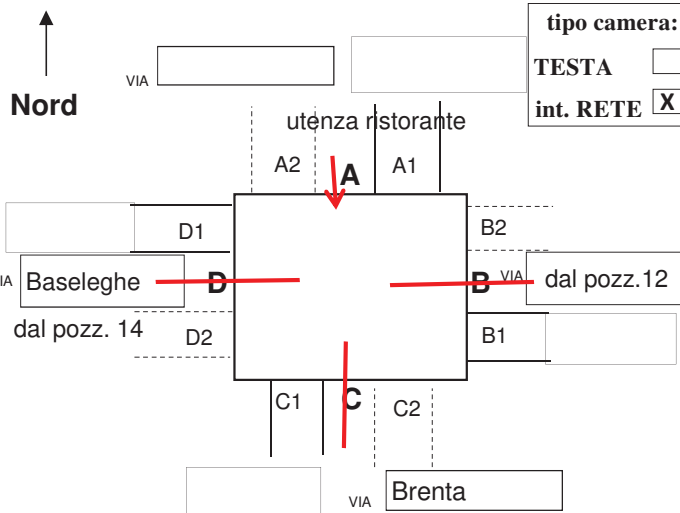 tipo camera:
VIA
TESTA
Nord
int. RETE X
utenza ristorante
A2 A A1
D1 B2
VIA Baseleghe D B VIA dal pozz.12
dal pozz. 14 D2 B1
C1 C C2
VIA Brenta